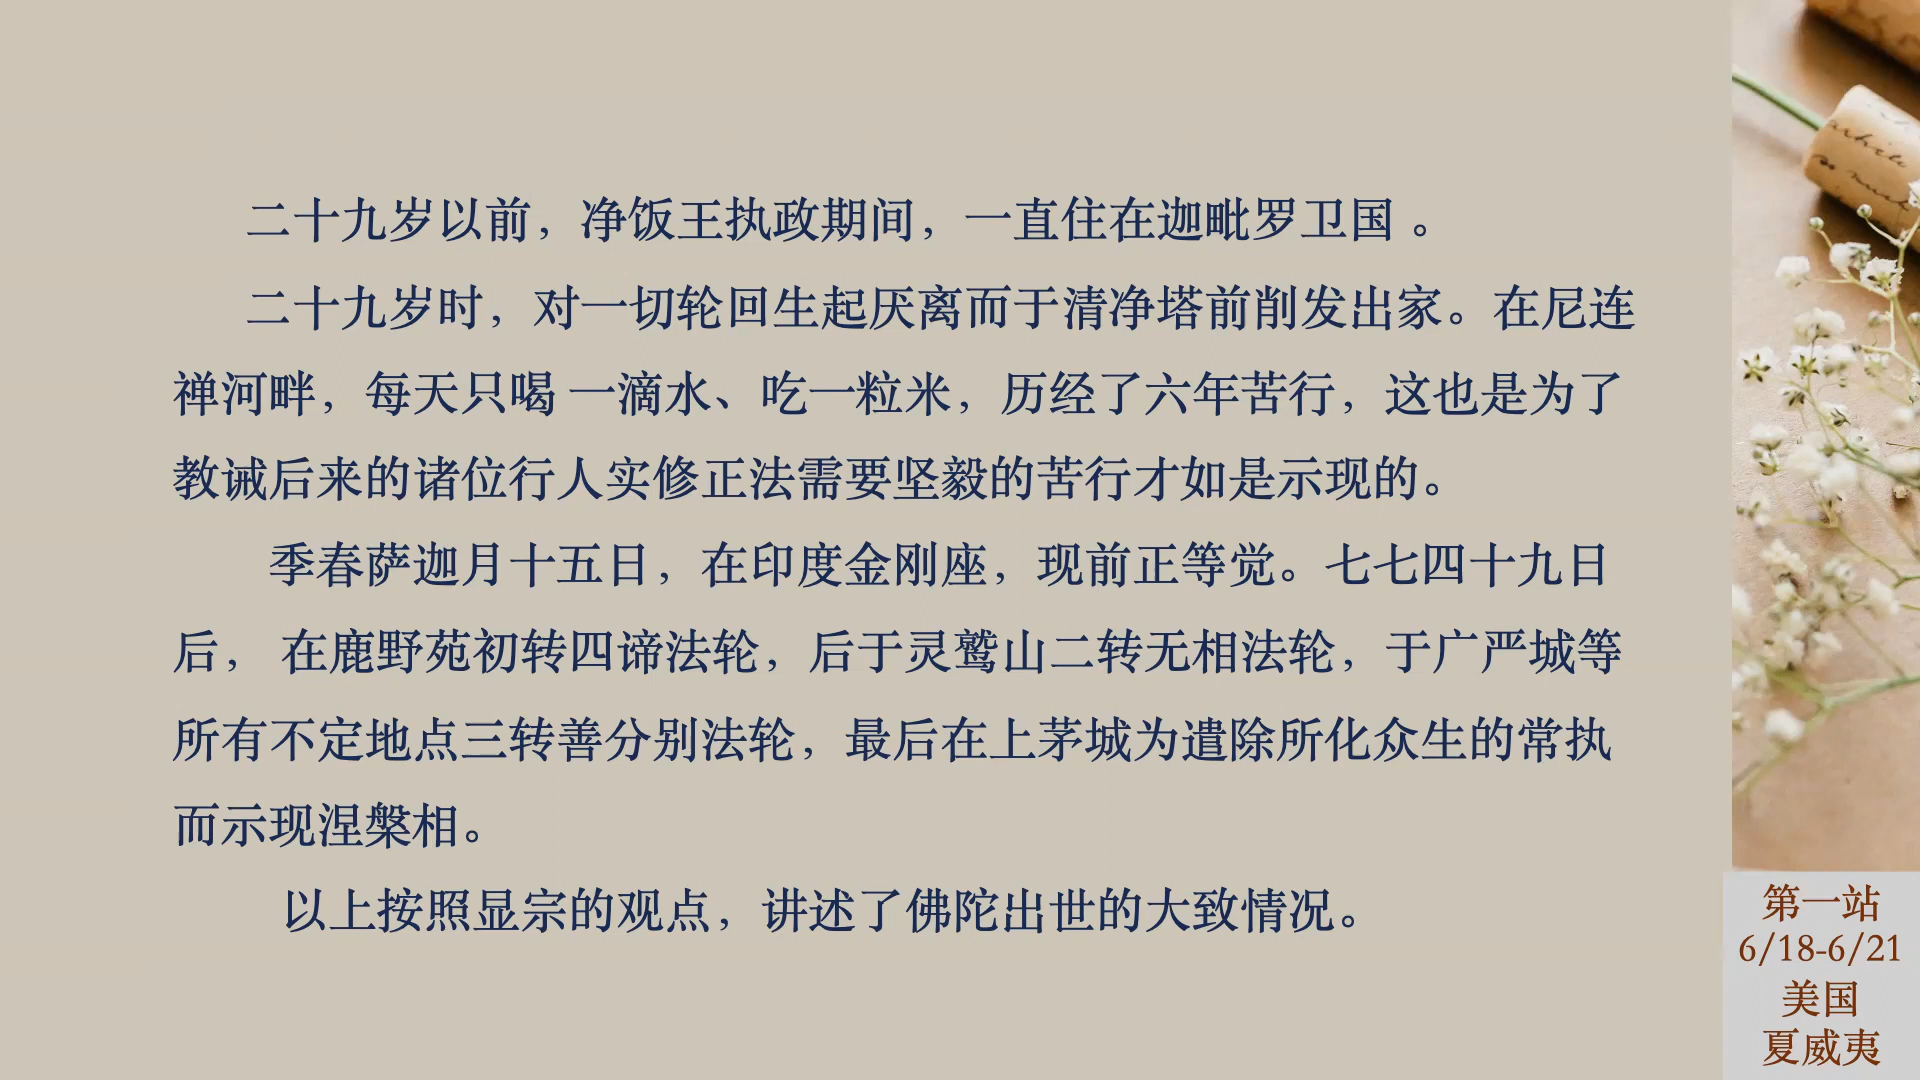 二十九岁以前，净饭王执政期间，一直住在迦毗罗卫国 。
二十九岁时，对一切轮回生起厌离而于清净塔前削发出家。在尼连
禅河畔，每天只喝 一滴水、吃一粒米，历经了六年苦行，这也是为了
教诫后来的诸位行人实修正法需要坚毅的苦行才如是示现的。
季春萨迦月十五日，在印度金刚座，现前正等觉。七七四十九日
后， 在鹿野苑初转四谛法轮，后于灵鹫山二转无相法轮，于广严城等
所有不定地点三转善分别法轮，最后在上茅城为遣除所化众生的常执
而示现涅槃相。
以上按照显宗的观点，讲述了佛陀出世的大致情况。
第一站
6/18-6/21
美国
夏威夷